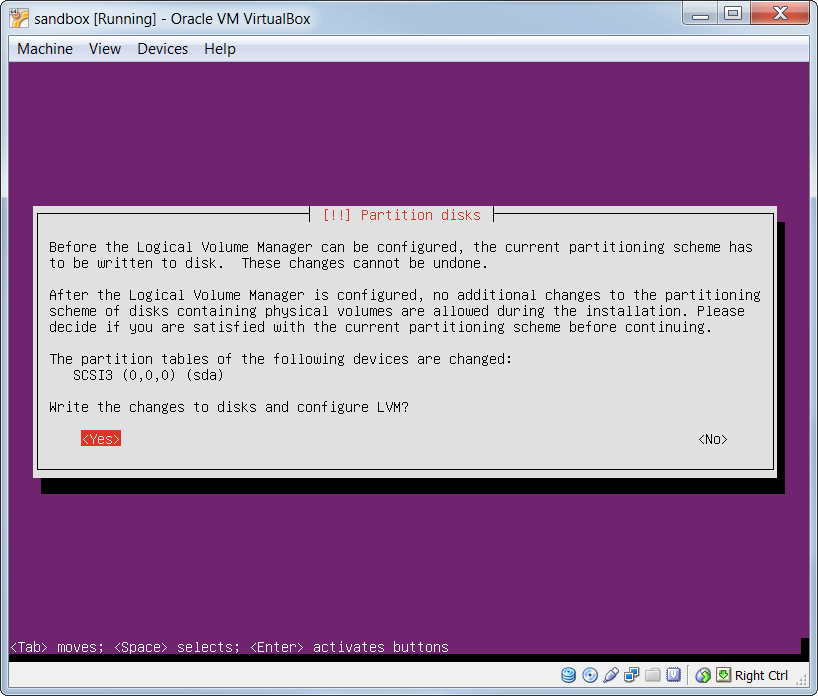 sandbox [Running] - Oracle VM VirtualBox
Machine View Devices Help
[!!] Partition disks
Before the Logical Volume Manager can be configured, the current partitioning scheme has
to be written to disk.  These changes cannot be undone.
After the Logical Volume Manager is configured, no additional changes to the partitioning
scheme of disks containing physical volumes are allowed during the installation. Please
decide if you are satisfied with the current partitioning scheme before continuing.
The partition tables of the following devices are changed:
SCSI3 (0,0,0) (sda)
Write the changes to disks and configure LVM?
<Yes> <No>
<Tab> moves; <Space> selects; <Enter> activates buttons
Right Ctrl